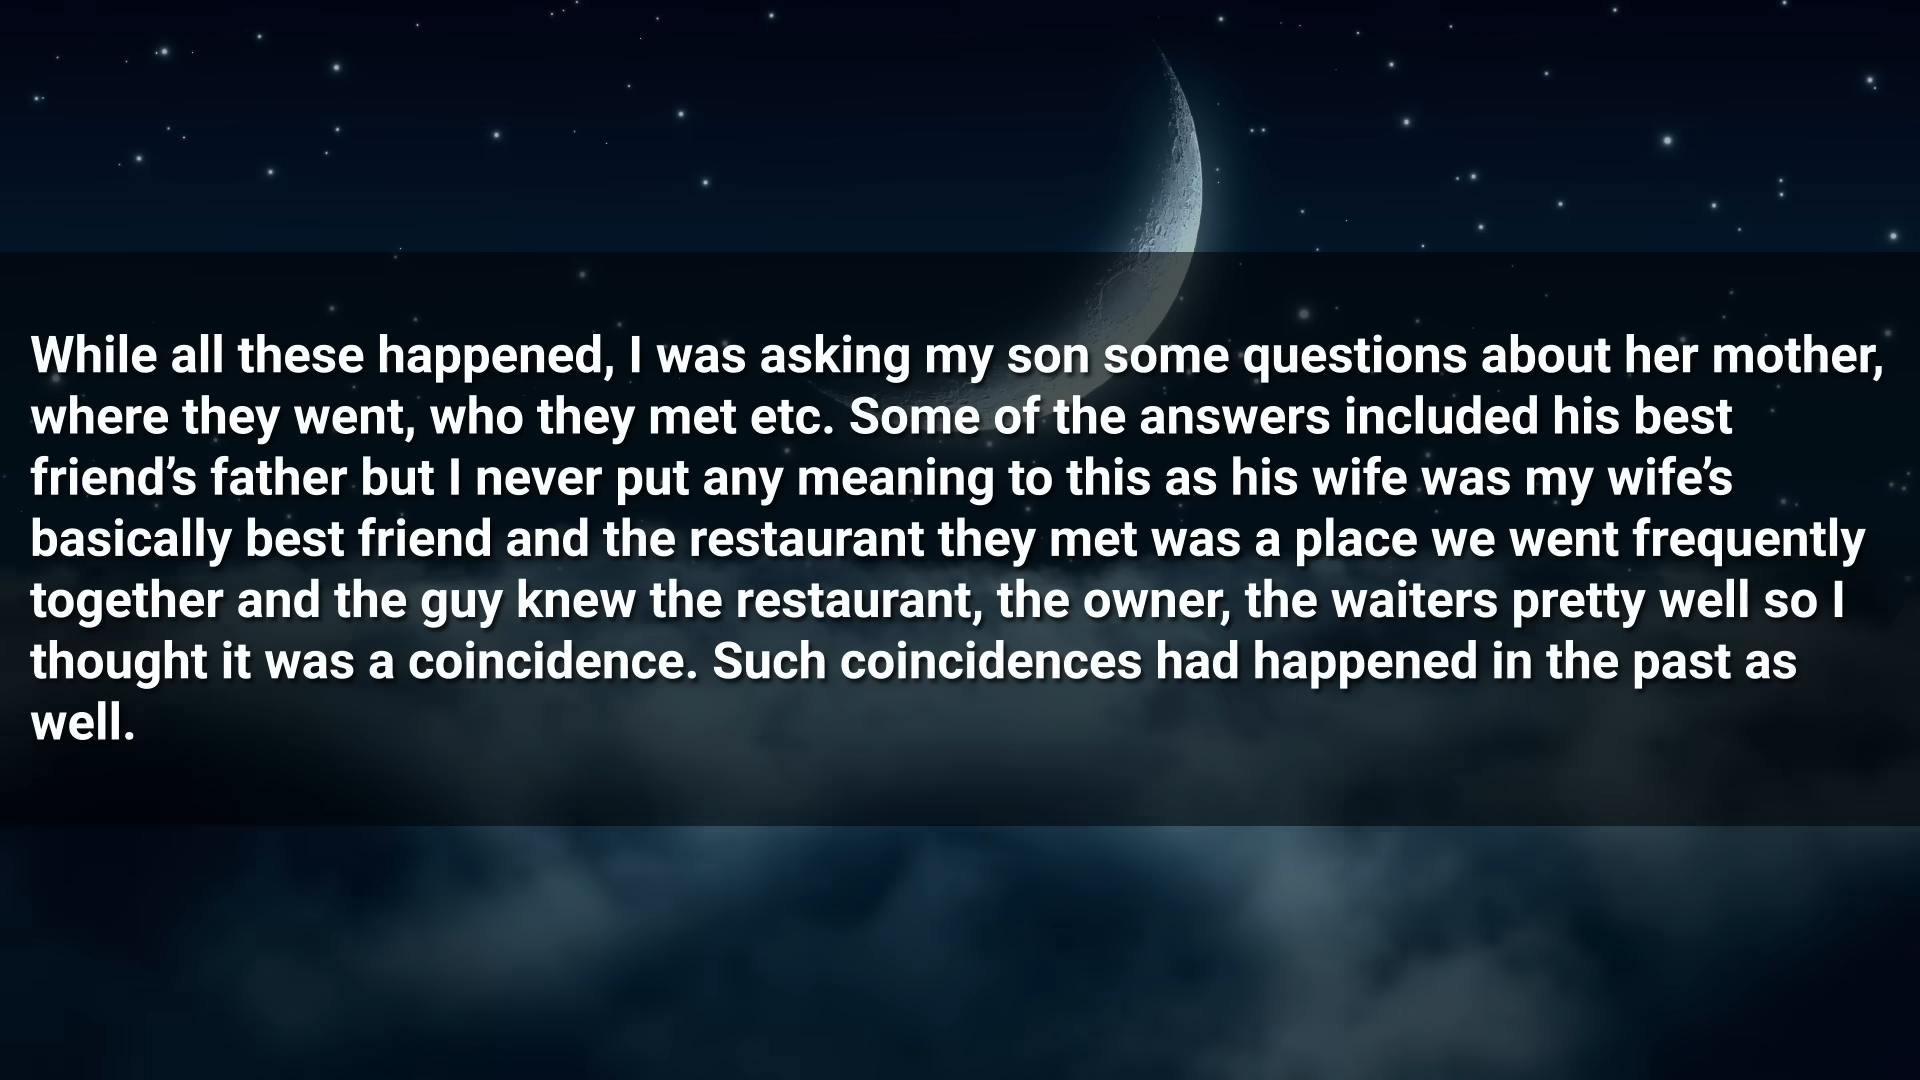 While all these happened, I was asking my son some questions about her mother,
where they went, who they met etc. Some of the answers included his best
friend’s father but I never put any meaning to this as his wife was my wife’s
basically best friend and the restaurant they met was a place we went frequently
together and the guy knew the restaurant, the owner, the waiters pretty well so I
thought it was a coincidence. Such coincidences had happened in the past as
well.